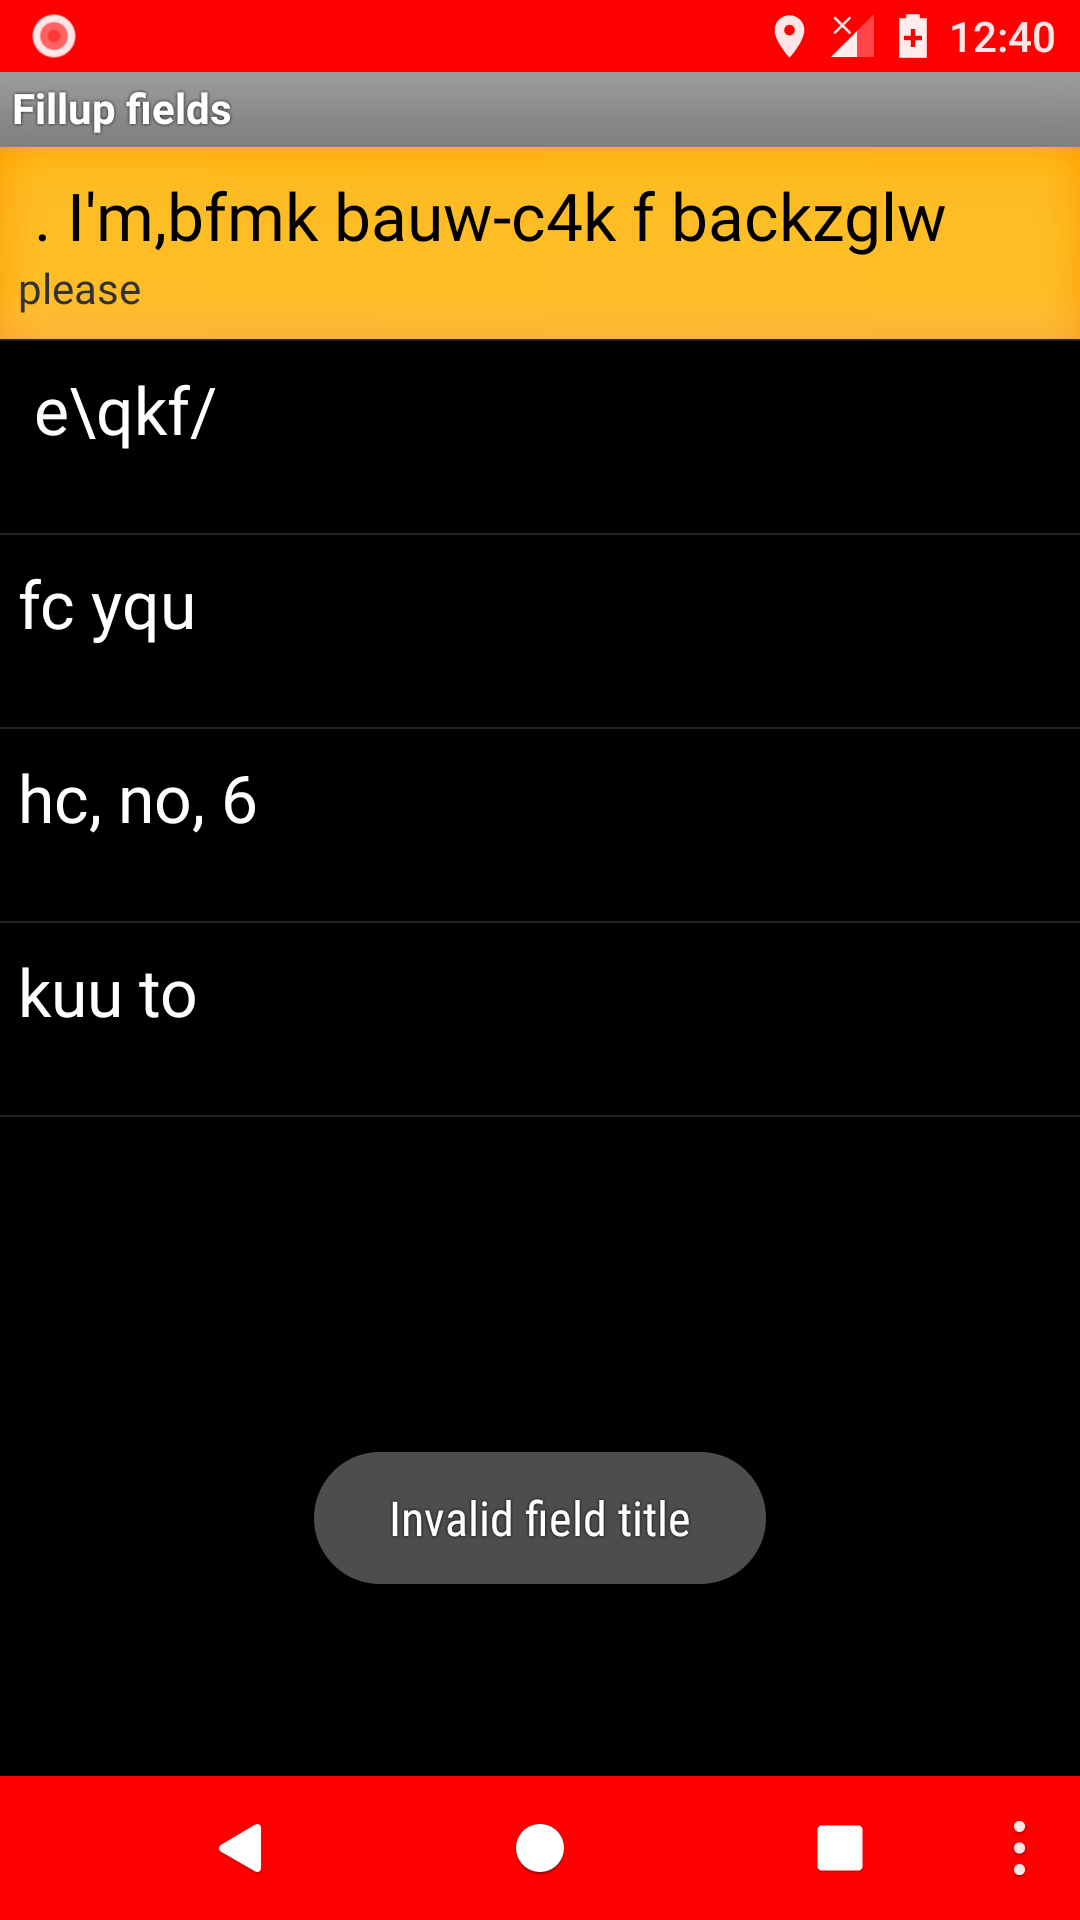 12:40
Fillup fields
. I'm,bfmk bauw-c4k f backzglw
please
e\qkf/
fc yqu
hc, no, 6
kuu to
Invalid field title